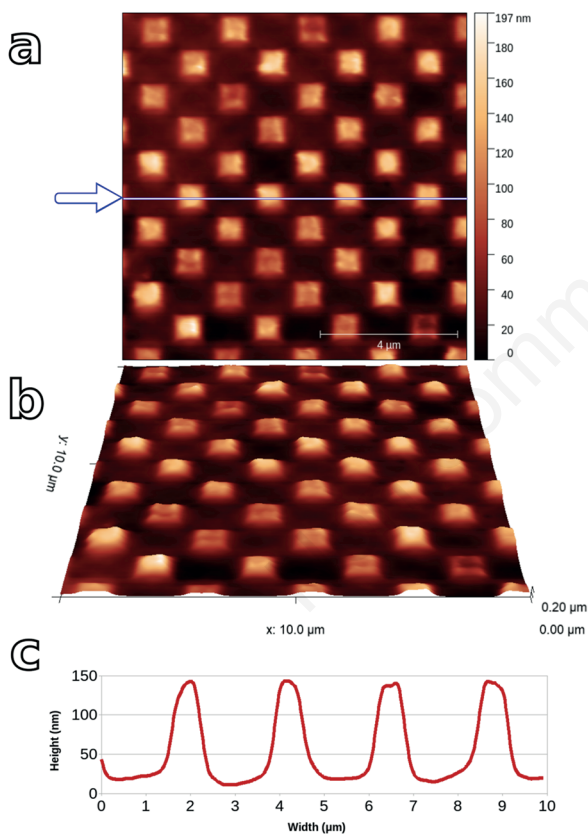 a
197 nm
180
160
140
120
100
80
60
40
20
0
4 µm
b
y: 10.0 µm
x: 10.0 µm
0.20 µm
0.00 µm
c
Height (nm)
150
100
50
0
0 1 2 3 4 5 6 7 8 9 10
Width (µm)